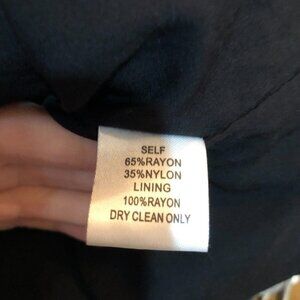 SELF
65%RAYON
35%NYLON
LINING
100%RAYON
DRY CLEAN ONLY